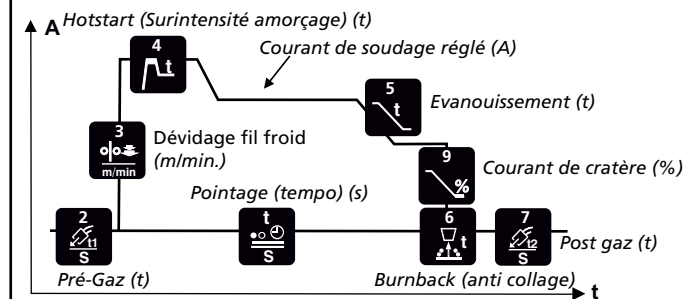 Hotstart (Surintensité amorçage) (t)
A
4
t
Courant de soudage réglé (A)
5
t
Evanouissement (t)
3
m/min
Dévidage fil froid
(m/min.)
9
%
Courant de cratère (%)
Pointage (tempo) (s)
2
t1
S
t
S
6
t
7
t2
S
Post gaz (t)
Pré-Gaz (t)
Burnback (anti collage)
t